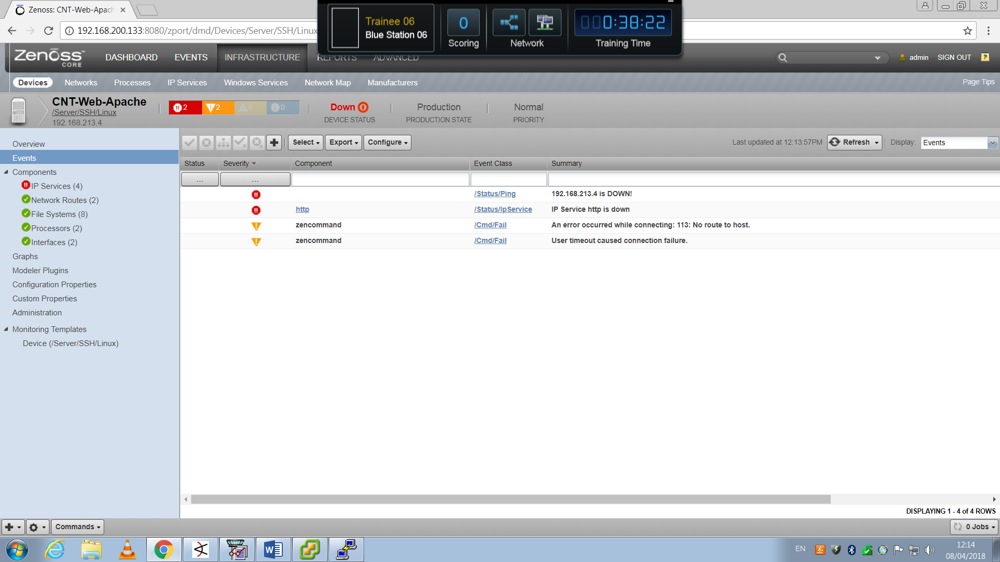 Zenoss: CNT-Web-Apach
192.168.200.133:8080/zport/dmd/Devices/Server/SSH/Linux
Trainee 06
Blue Station 06
0
Scoring
Network
0:38:22
Training Time
Zenoss
CORE
DASHBOARD
EVENTS
INFRASTRUCTURE
REPORTS
ADVANCED
admin
SIGN OUT
?
Devices
Networks
Processes
IP Services
Windows Services
Network Map
Manufacturers
Page Tips
CNT-Web-Apache
/Server/SSH/Linux
192.168.213.4
2
2
0
0
Down
DEVICE STATUS
Production
PRODUCTION STATE
Normal
PRIORITY
Overview
Events
Components
IP Services (4)
Network Routes (2)
File Systems (8)
Processors (2)
Interfaces (2)
Graphs
Modeler Plugins
Configuration Properties
Custom Properties
Administration
Monitoring Templates
Device (/Server/SSH/Linux)
Select
Export
Configure
Last updated at 12:13:57PM
Refresh
Display:
Events
Status Severity Component Event Class Summary
... ...
/Status/Ping 192.168.213.4 is DOWN!
http /Status/IpService IP Service http is down
zencommand /Cmd/Fail An error occurred while connecting: 113: No route to host.
zencommand /Cmd/Fail User timeout caused connection failure.
DISPLAYING 1 - 4 of 4 ROWS
Commands
0 Jobs
EN
12:14
08/04/2018